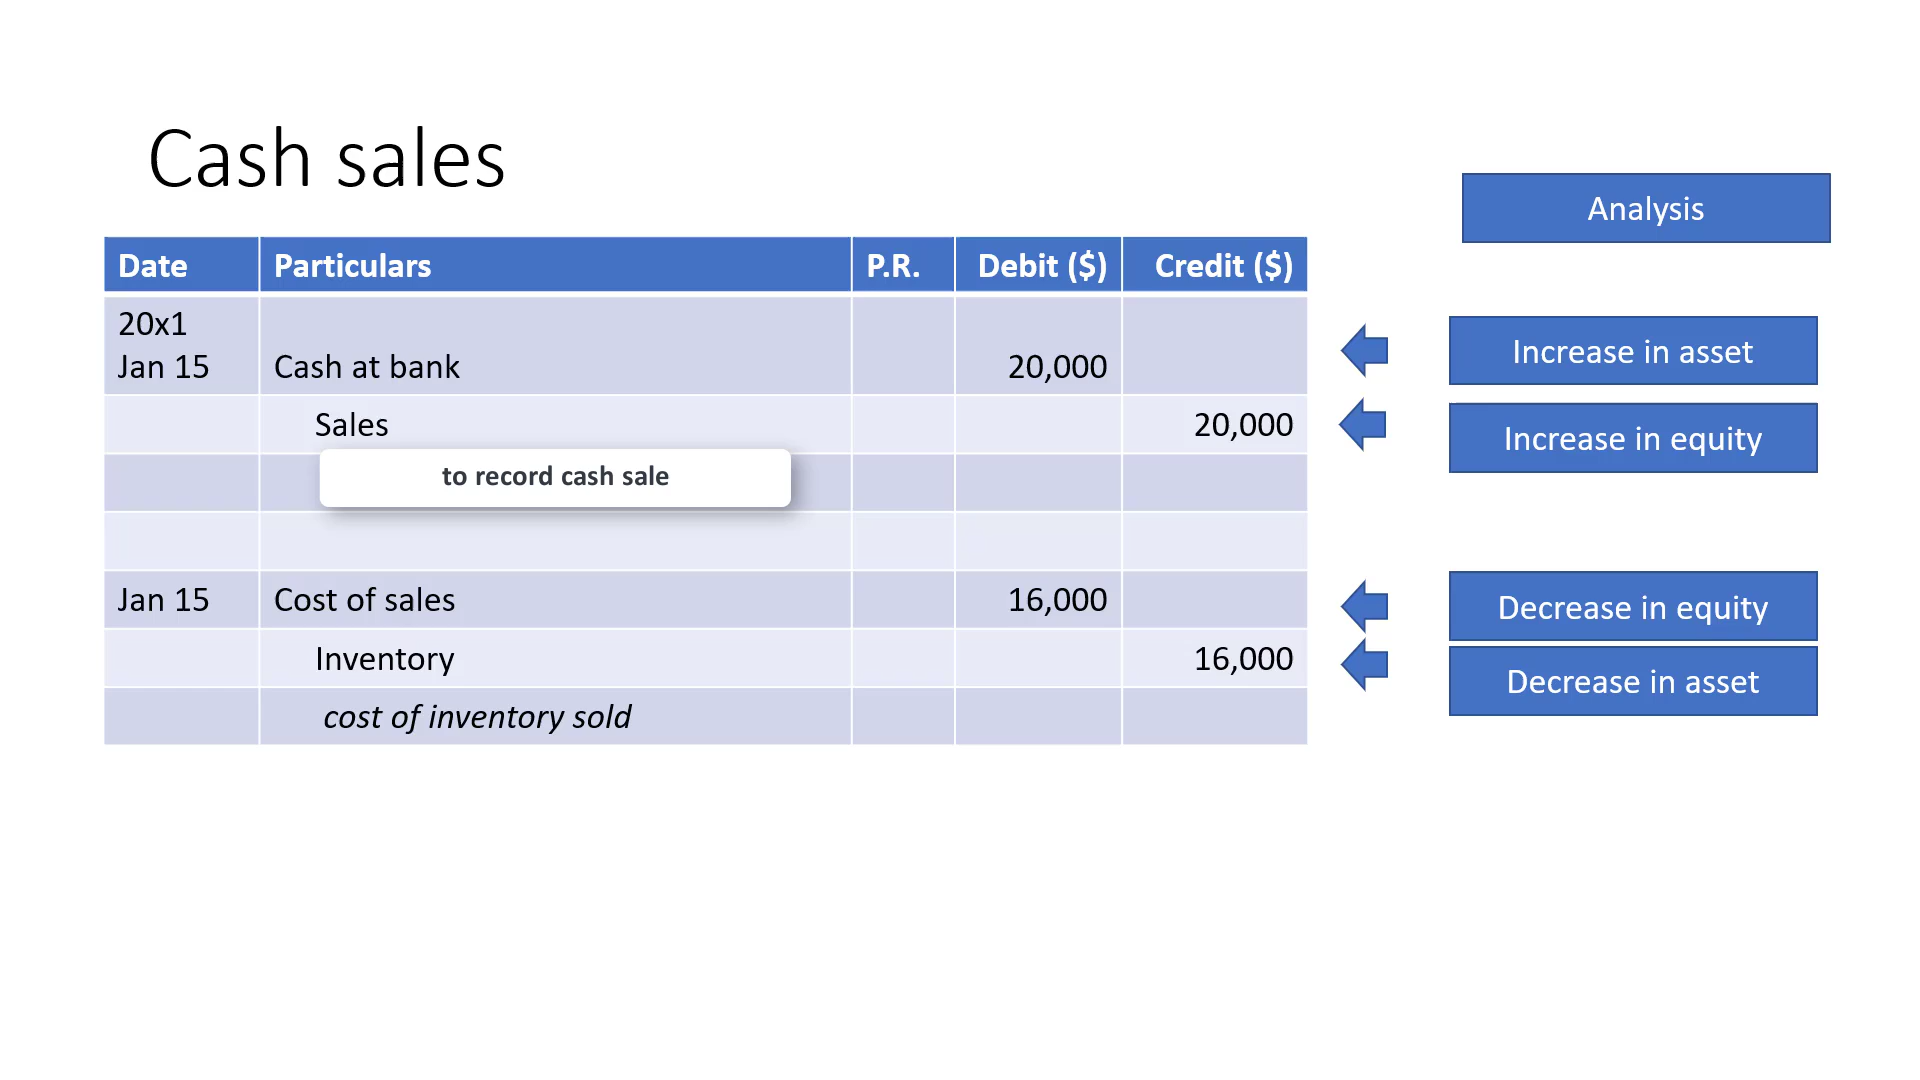 Cash sales
Analysis
Date Particulars P.R. Debit ($) Credit ($)
20x1
Jan 15 Cash at bank 20,000
Increase in asset
Sales 20,000
Increase in equity
to record cash sale
Jan 15 Cost of sales 16,000
Decrease in equity
Inventory 16,000
Decrease in asset
cost of inventory sold